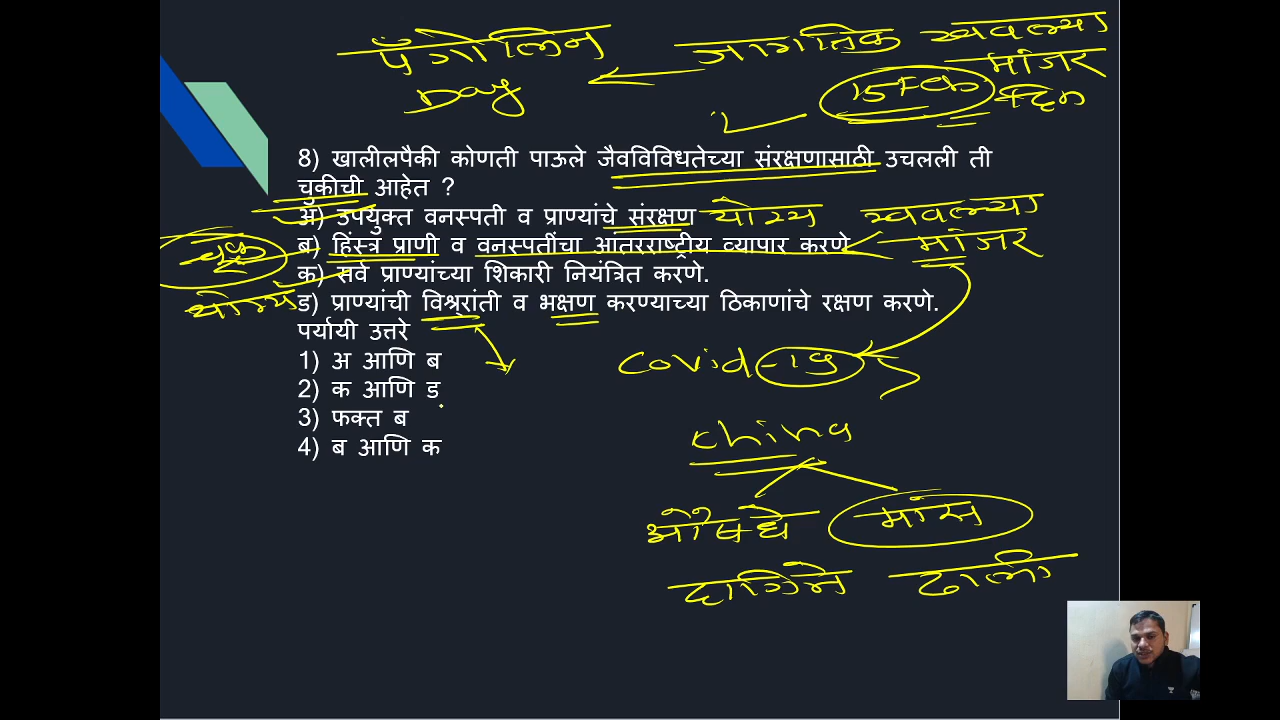 पँगोलिन जागतिक खवल्या
मांजर
Day 15 Feb दिन
8) खालीलपैकी कोणती पाऊले जैवविविधतेच्या संरक्षणासाठी उचलली ती
चुकीची आहेत ?
अ) उपयुक्त वनस्पती व प्राण्यांचे संरक्षण योग्य खवल्या
ब) हिंस्त्र प्राणी व वनस्पतींचा आंतरराष्ट्रीय व्यापार करणे मांजर
चूक
क) सर्व प्राण्यांच्या शिकारी नियंत्रित करणे.
योग्य ड) प्राण्यांची विश्रांती व भक्षण करण्याच्या ठिकाणांचे रक्षण करणे.
पर्यायी उत्तरे
1) अ आणि ब covid-19
2) क आणि ड
3) फक्त ब
china
4) ब आणि क
औषधे मांस
दागिने ढाली